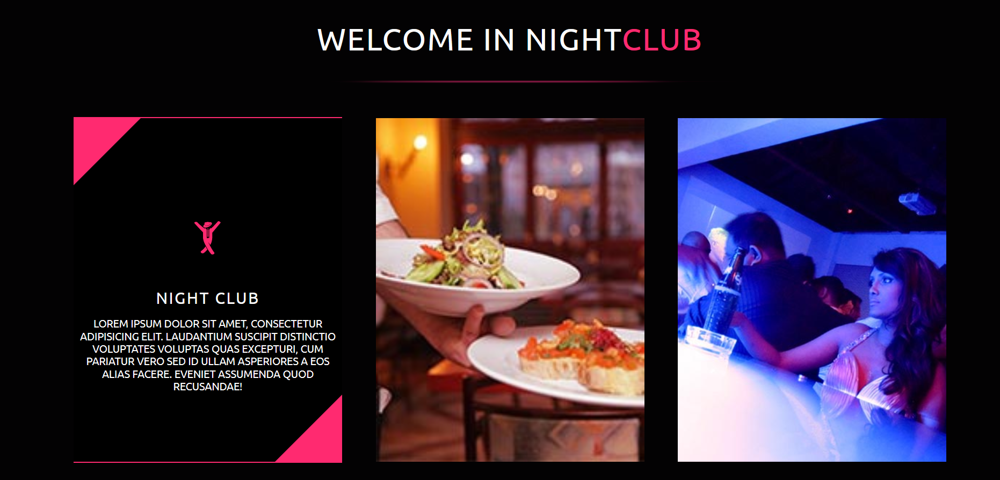 WELCOME IN NIGHTCLUB
NIGHT CLUB
LOREM IPSUM DOLOR SIT AMET, CONSECTETUR
ADIPISICING ELIT. LAUDANTIUM SUSCIPIT DISTINCTIO
VOLUPTATES VOLUPTAS QUAS EXCEPTURI, CUM
PARIATUR VERO SED ID ULLAM ASPERIORES A EOS
ALIAS FACERE. EVENIET ASSUMENDA QUOD
RECUSANDAE!